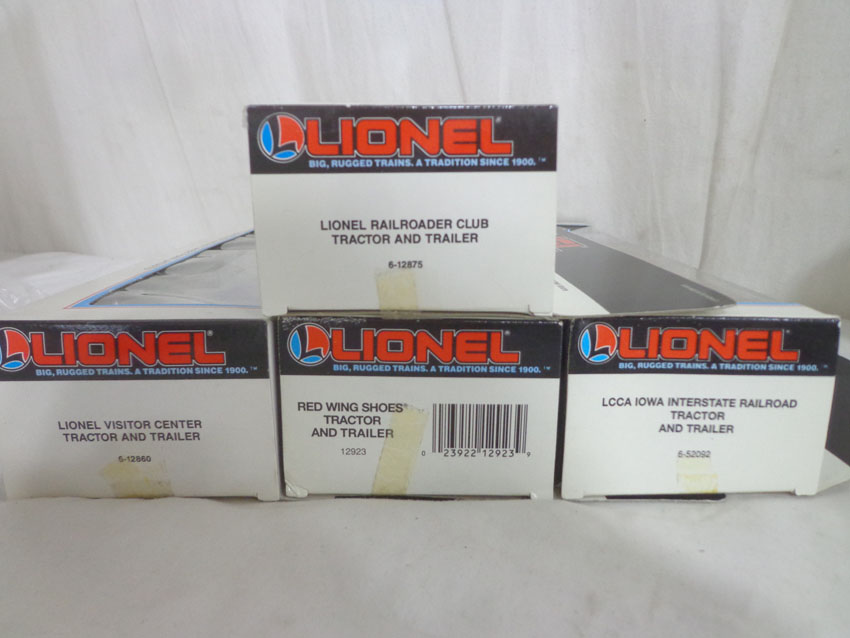 LIONEL®
BIG, RUGGED TRAINS. A TRADITION SINCE 1900.™
LIONEL RAILROADER CLUB
TRACTOR AND TRAILER
6-12875
LIONEL®
BIG, RUGGED TRAINS. A TRADITION SINCE 1900.™
LIONEL VISITOR CENTER
TRACTOR AND TRAILER
6-12860
LIONEL®
BIG, RUGGED TRAINS. A TRADITION SINCE 1900.™
RED WING SHOES®
TRACTOR
AND TRAILER
12923
0 23922 12923 9
LIONEL®
BIG, RUGGED TRAINS. A TRADITION SINCE 1900.™
LCCA IOWA INTERSTATE RAILROAD
TRACTOR
AND TRAILER
6-52092